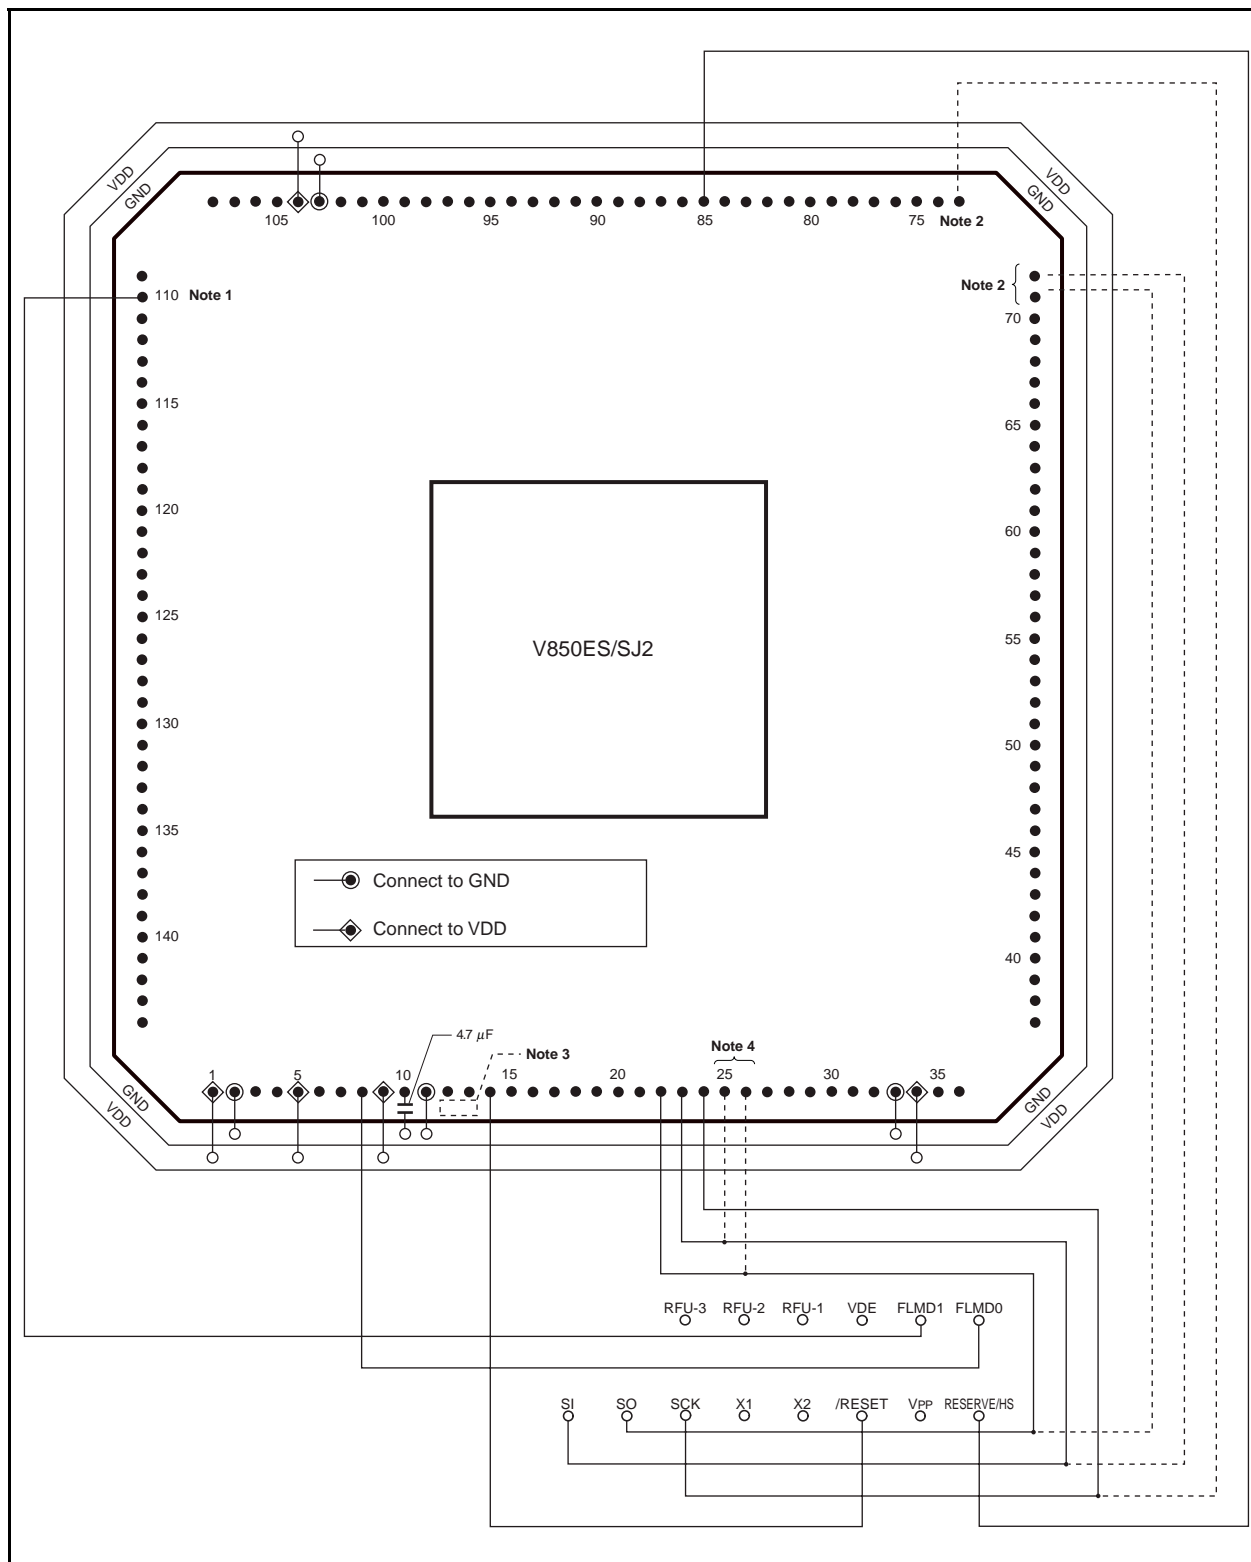 VDD
GND
VDD
GND
105
100
95
90
85
80
75
Note 2
110 Note 1
115
120
125
130
135
140
Note 2
70
65
60
55
50
45
40
V850ES/SJ2
Connect to GND
Connect to VDD
4.7 μF
Note 3
Note 4
1
5
10
15
20
25
30
35
GND
VDD
GND
VDD
RFU-3 RFU-2 RFU-1 VDE FLMD1 FLMD0
SI SO SCK X1 X2 /RESET VPP RESERVE/HS